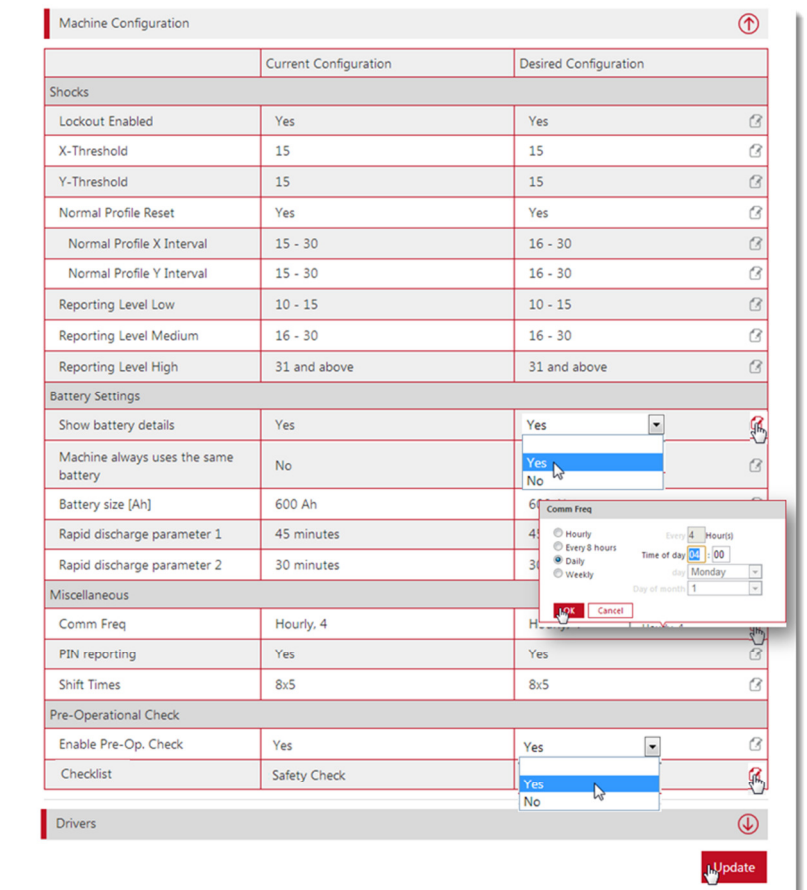 Machine Configuration
Current Configuration Desired Configuration
Shocks
Lockout Enabled Yes Yes
X-Threshold 15 15
Y-Threshold 15 15
Normal Profile Reset Yes Yes
Normal Profile X Interval 15 - 30 16 - 30
Normal Profile Y Interval 15 - 30 16 - 30
Reporting Level Low 10 - 15 10 - 15
Reporting Level Medium 16 - 30 16 - 30
Reporting Level High 31 and above 31 and above
Battery Settings
Show battery details Yes Yes
Yes
No
Machine always uses the same
battery No
Battery size [Ah] 600 Ah
Rapid discharge parameter 1 45 minutes
Rapid discharge parameter 2 30 minutes
Comm Freq
Hourly Every 4 Hour(s)
Every 8 hours Time of day 04 : 00
Daily
Weekly day Monday
Day of month 1
OK Cancel
Miscellaneous
Comm Freq Hourly, 4
PIN reporting Yes Yes
Shift Times 8x5 8x5
Pre-Operational Check
Enable Pre-Op. Check Yes Yes
Yes
No
Checklist Safety Check
Drivers
Update